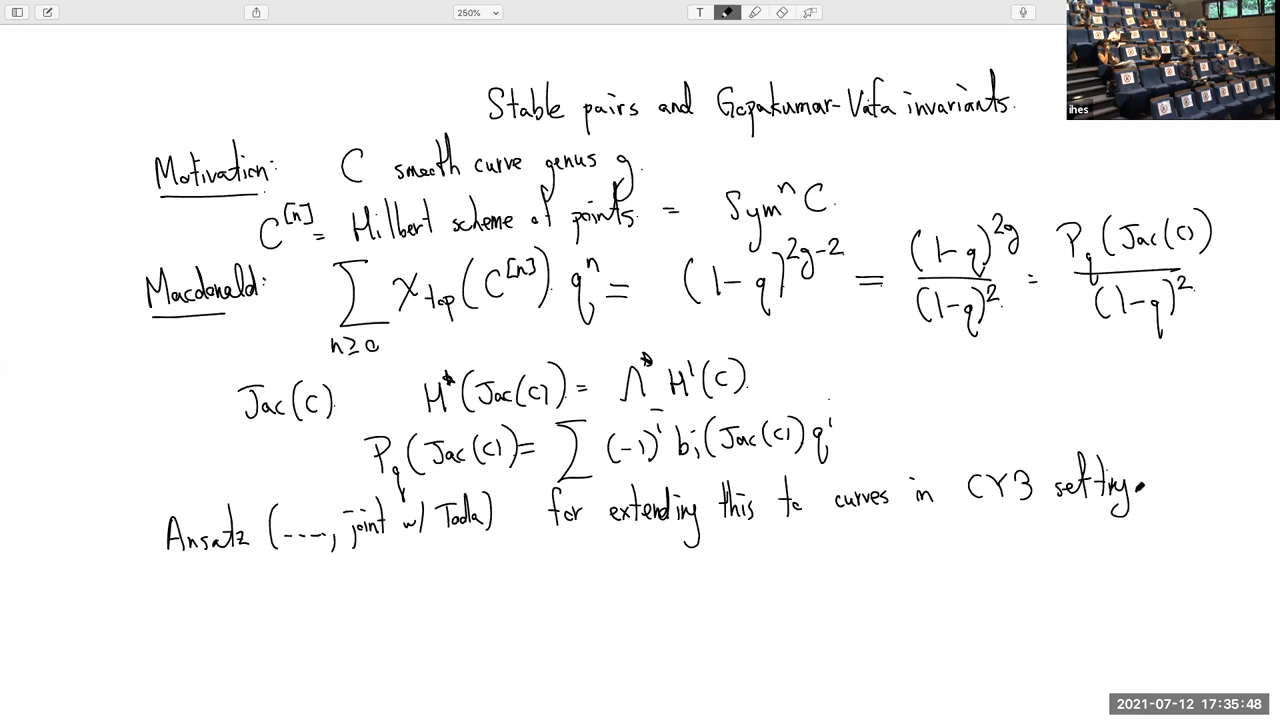 250%
T
ihes
Stable pairs and Gopakumar-Vafa invariants.
Motivation: C smooth curve genus g.
C^[n] = Hilbert scheme of points = Sym^n C.
Macdonald: ∑_{n≥0} χ_top(C^[n]) q^n = (1-q)^{2g-2} = (1-q)^{2g}/(1-q)^2 = P_q(Jac(C))/(1-q)^2.
Jac(C). H^*(Jac(C)) = Λ^* H^1(C).
P_q(Jac(C)) = ∑ (-1)^i b_i(Jac(C)) q^i
Ansatz (----, joint w/ Toda) for extending this to curves in CY3 setting.
2021-07-12 17:35:48